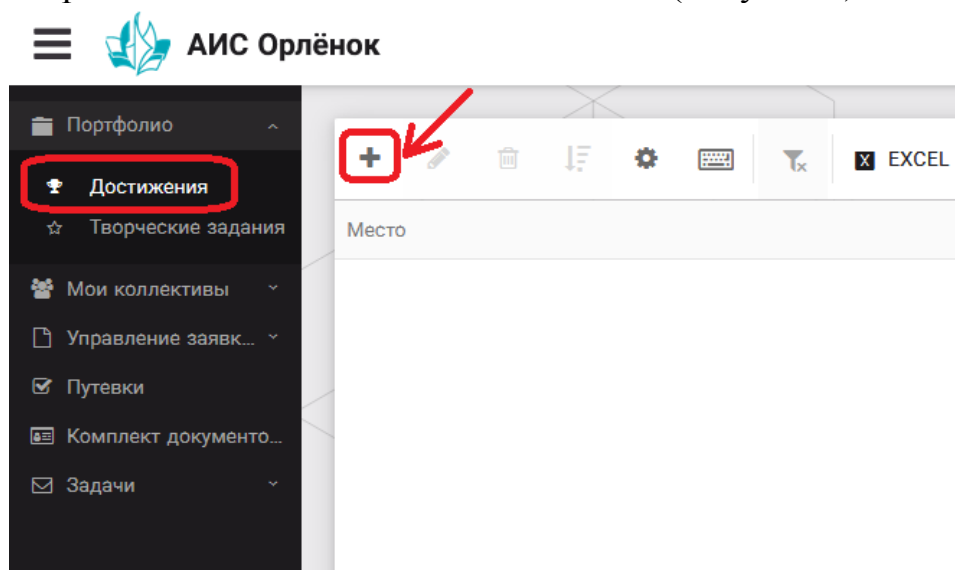 АИС Орлёнок
Портфолио
Достижения
Творческие задания
Мои коллективы
Управление заявк...
Путевки
Комплект документо...
Задачи
EXCEL
Место